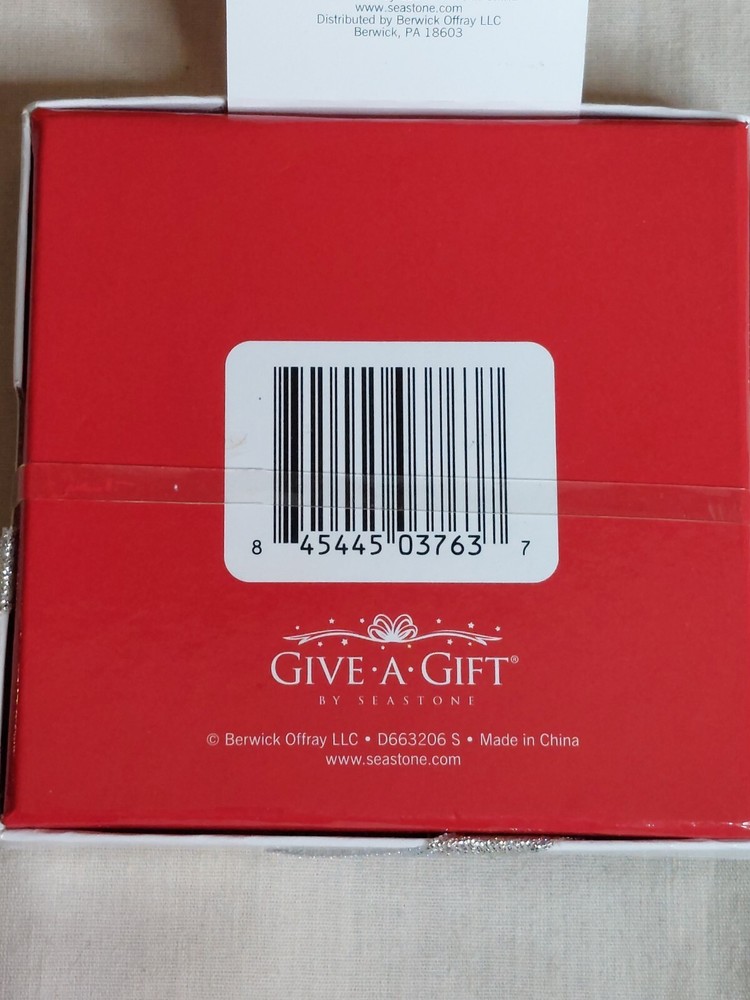 www.seastone.com
Distributed by Berwick Offray LLC
Berwick, PA 18603
8 45445 03763 7
GIVE·A·GIFT®
BY SEASTONE
© Berwick Offray LLC • D663206 S • Made in China
www.seastone.com